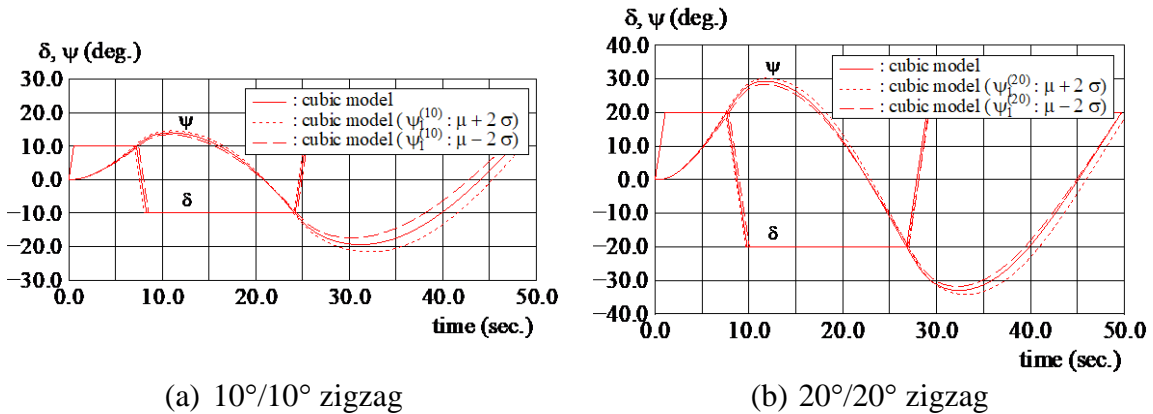 δ, ψ (deg.)
30.0
20.0
10.0
0.0
−10.0
−20.0
−30.0
0.0 10.0 20.0 30.0 40.0 50.0
time (sec.)
: cubic model
: cubic model (ψ₁⁽¹⁰⁾ : μ + 2 σ)
: cubic model (ψ₁⁽¹⁰⁾ : μ − 2 σ)
ψ
δ
(a) 10°/10° zigzag
δ, ψ (deg.)
40.0
30.0
20.0
10.0
0.0
−10.0
−20.0
−30.0
−40.0
0.0 10.0 20.0 30.0 40.0 50.0
time (sec.)
: cubic model
: cubic model (ψ₁⁽²⁰⁾ : μ + 2 σ)
: cubic model (ψ₁⁽²⁰⁾ : μ − 2 σ)
ψ
δ
(b) 20°/20° zigzag